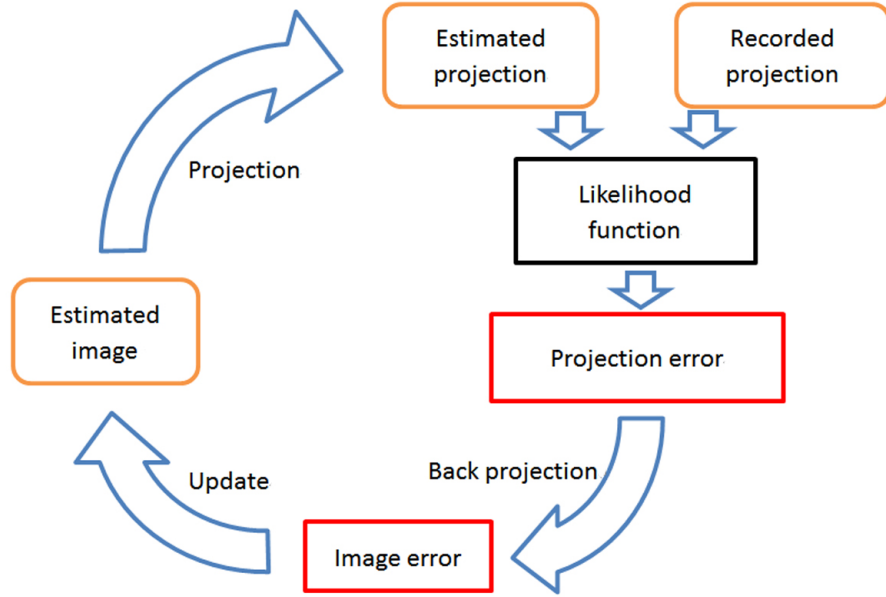 Estimated
projection
Recorded
projection
Projection
Likelihood
function
Estimated
image
Projection error
Back projection
Update
Image error